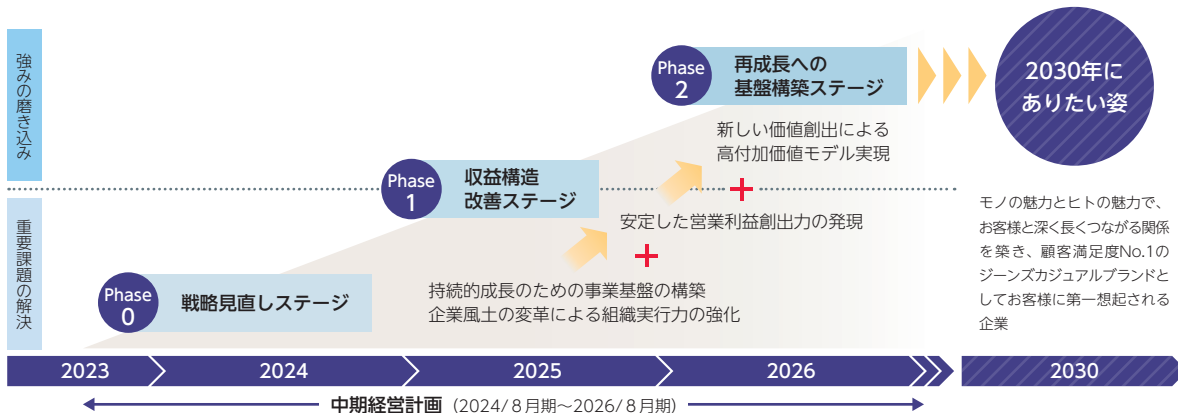 強みの磨き込み
重要課題の解決
Phase
2
再成長への
基盤構築ステージ
新しい価値創出による
高付加価値モデル実現
Phase
1
収益構造
改善ステージ
安定した営業利益創出力の発現
Phase
0
戦略見直しステージ
持続的成長のための事業基盤の構築
企業風土の変革による組織実行力の強化
2030年に
ありたい姿
モノの魅力とヒトの魅力で、
お客様と深く長くつながる関係
を築き、顧客満足度No.1の
ジーンズカジュアルブランドと
してお客様に第一想起される
企業
2023
2024
2025
2026
2030
中期経営計画（2024/8月期～2026/8月期）